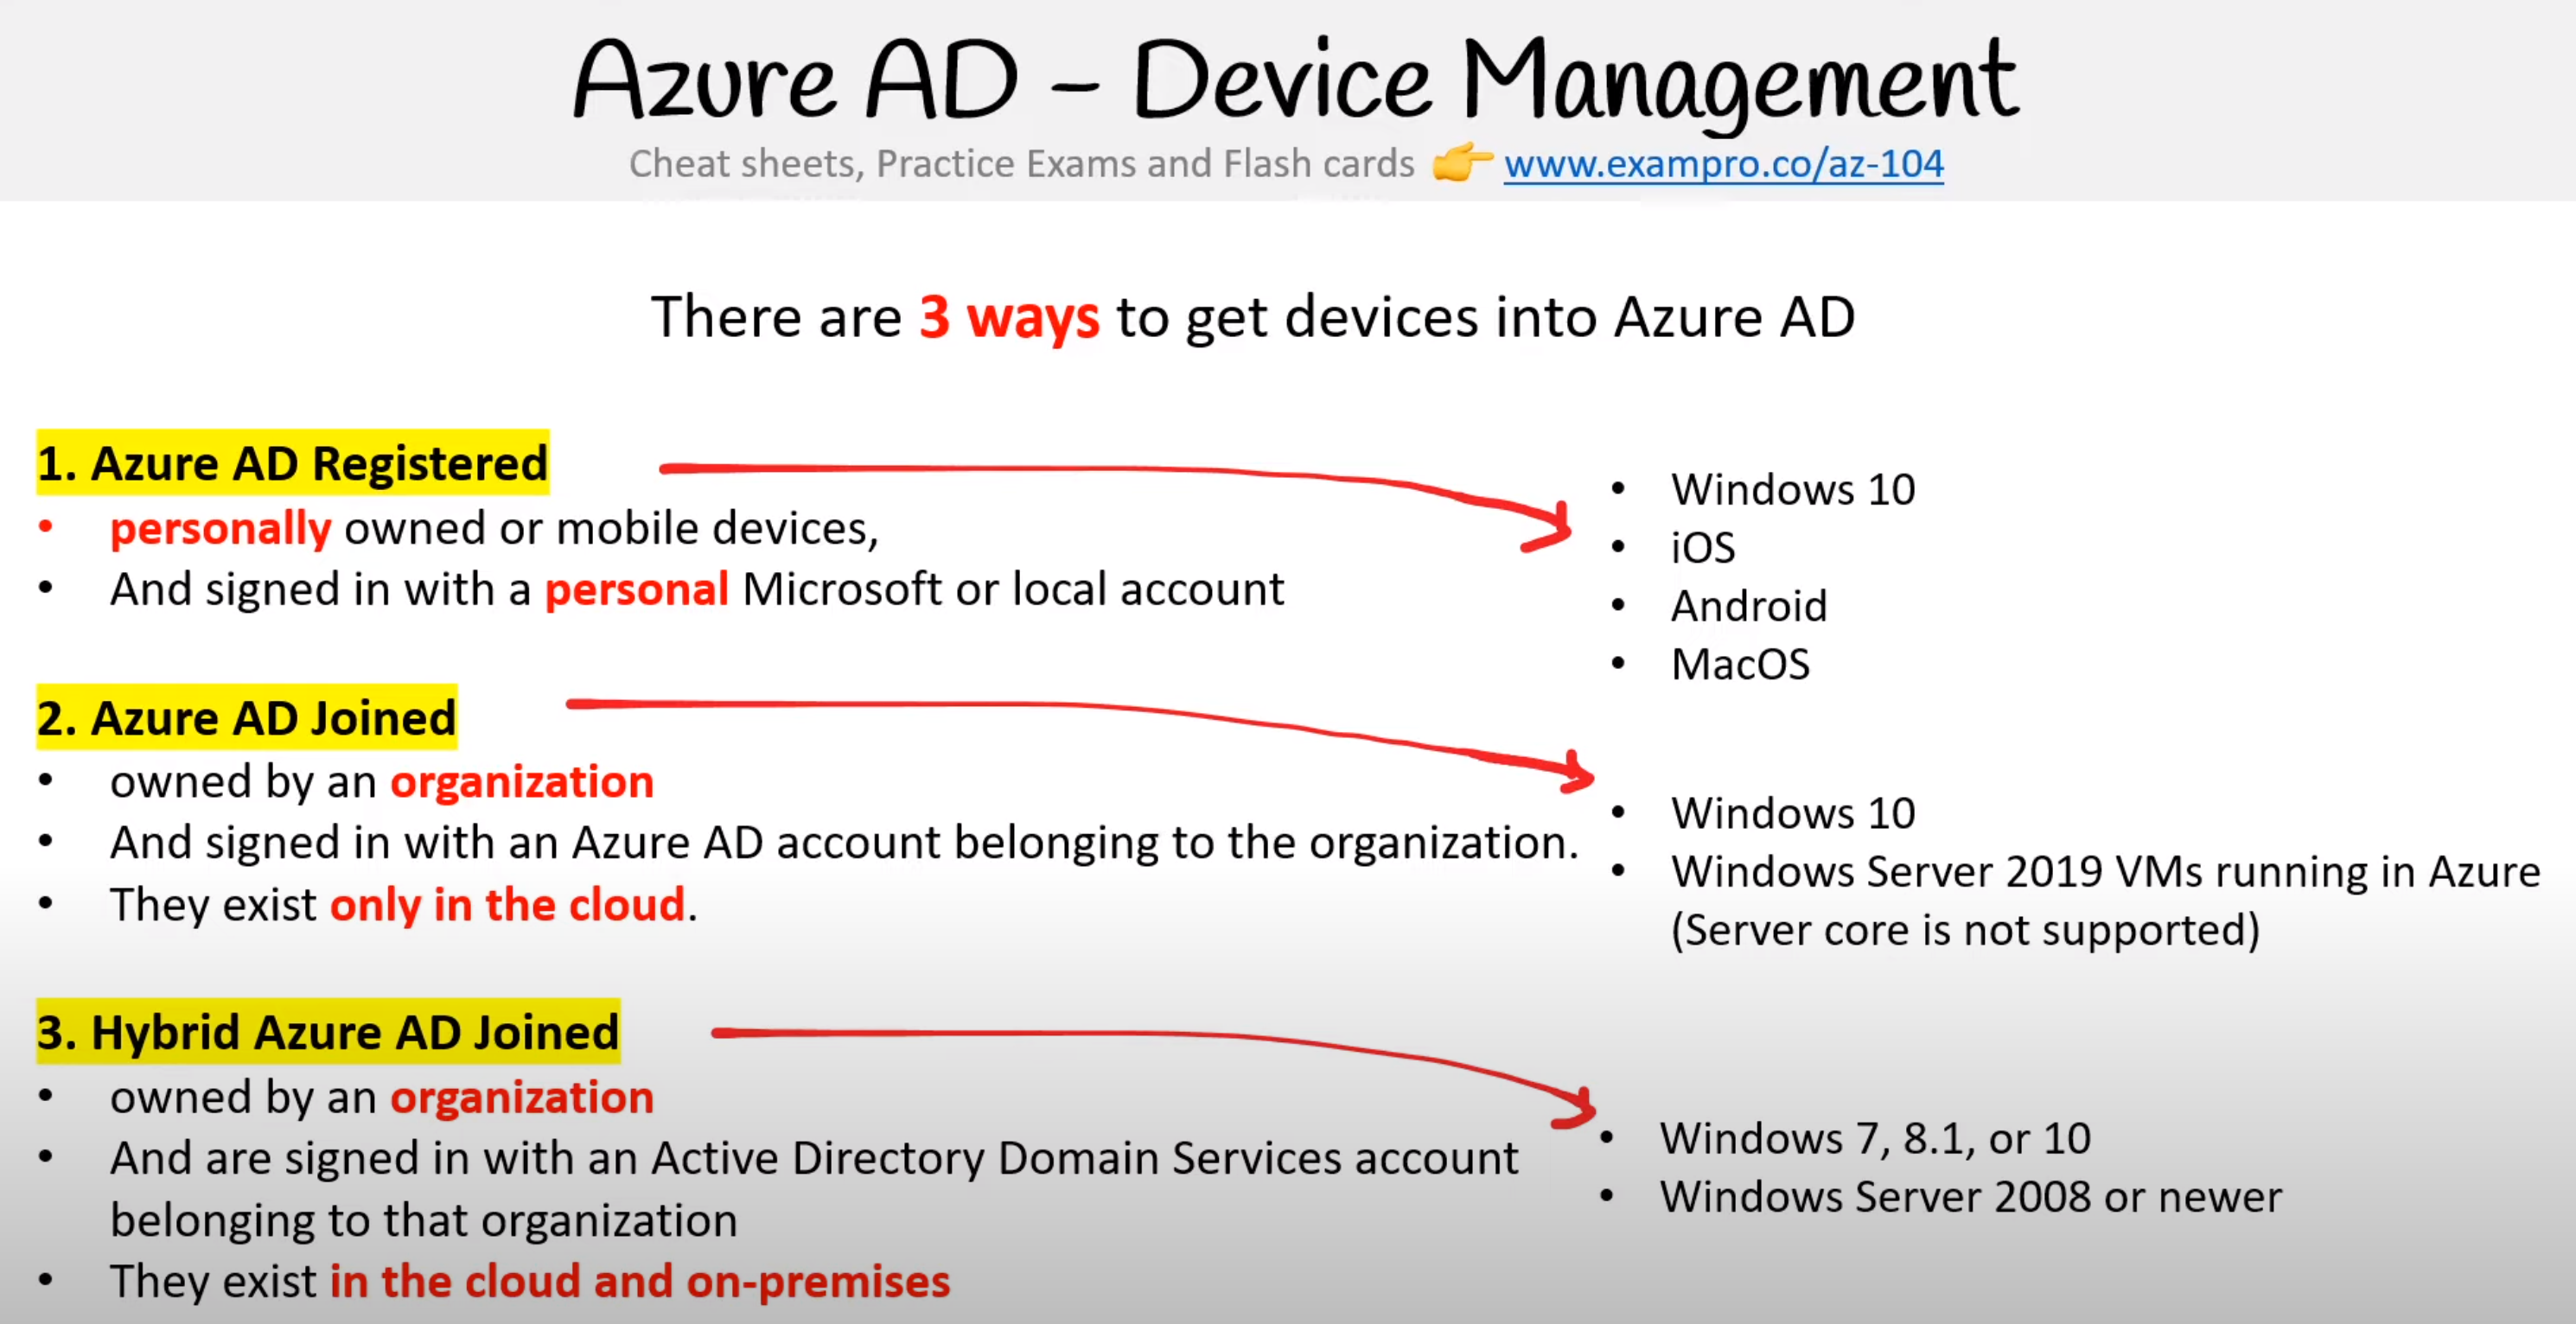 Azure AD – Device Management
Cheat sheets, Practice Exams and Flash cards 👉 www.exampro.co/az-104
There are 3 ways to get devices into Azure AD
1. Azure AD Registered
• personally owned or mobile devices,
• And signed in with a personal Microsoft or local account
• Windows 10
• iOS
• Android
• MacOS
2. Azure AD Joined
• owned by an organization
• And signed in with an Azure AD account belonging to the organization.
• They exist only in the cloud.
• Windows 10
• Windows Server 2019 VMs running in Azure
(Server core is not supported)
3. Hybrid Azure AD Joined
• owned by an organization
• And are signed in with an Active Directory Domain Services account
belonging to that organization
• They exist in the cloud and on-premises
• Windows 7, 8.1, or 10
• Windows Server 2008 or newer